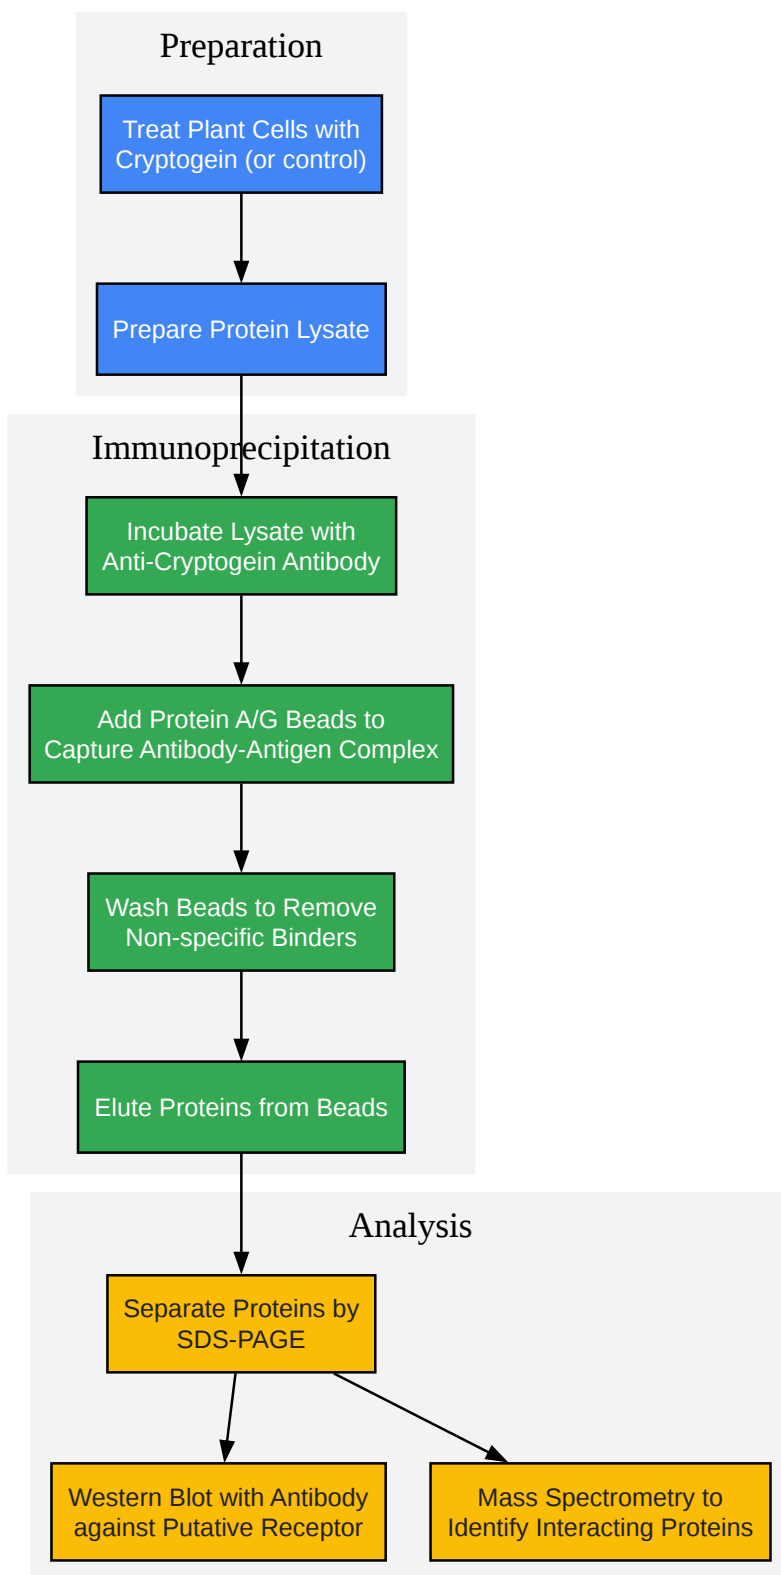 Preparation
Treat Plant Cells with
Cryptogein (or control)
Prepare Protein Lysate
Immunoprecipitation
Incubate Lysate with
Anti-Cryptogein Antibody
Add Protein A/G Beads to
Capture Antibody-Antigen Complex
Wash Beads to Remove
Non-specific Binders
Elute Proteins from Beads
Analysis
Separate Proteins by
SDS-PAGE
Western Blot with Antibody
against Putative Receptor
Mass Spectrometry to
Identify Interacting Proteins